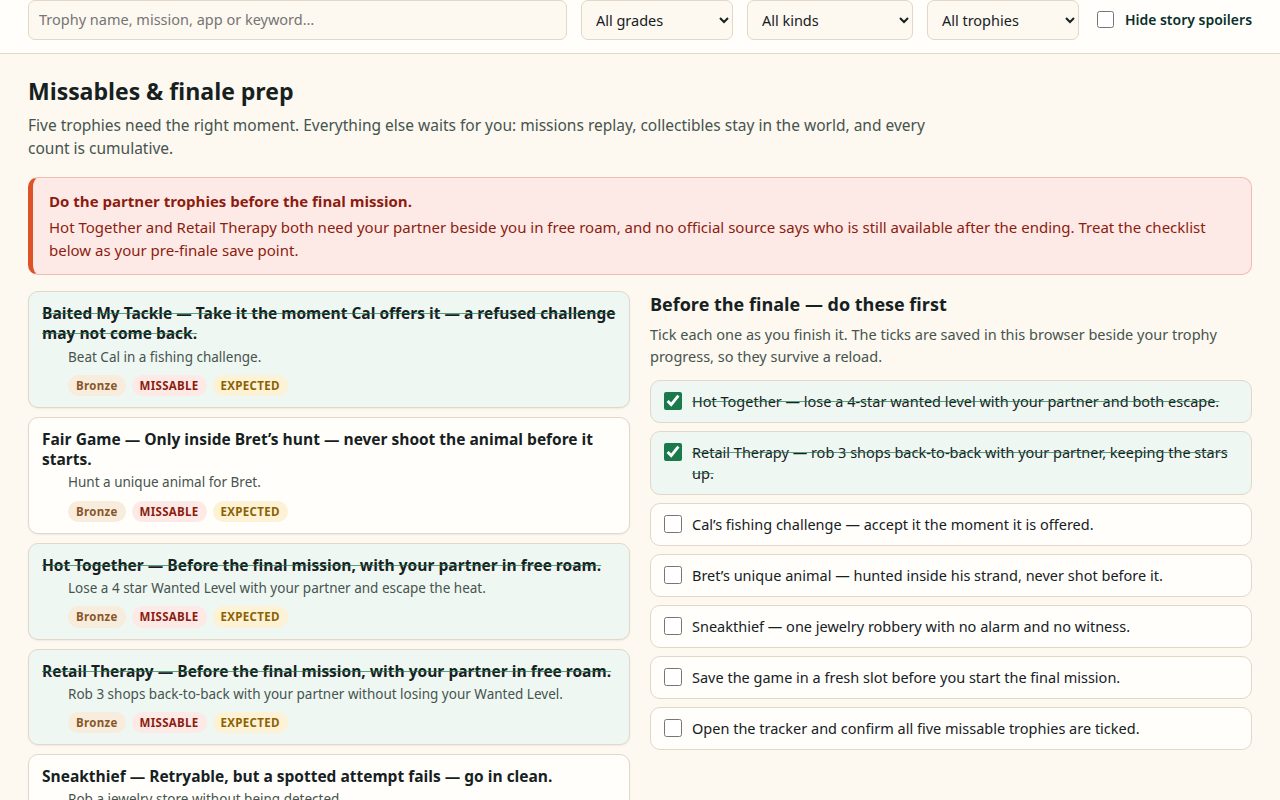 Trophy name, mission, app or keyword...
All grades
All kinds
All trophies
Hide story spoilers
Missables & finale prep
Five trophies need the right moment. Everything else waits for you: missions replay, collectibles stay in the world, and every
count is cumulative.
Do the partner trophies before the final mission.
Hot Together and Retail Therapy both need your partner beside you in free roam, and no official source says who is still available after the ending. Treat the checklist
below as your pre-finale save point.
Baited My Tackle — Take it the moment Cal offers it — a refused challenge
may not come back.
Beat Cal in a fishing challenge.
Bronze MISSABLE EXPECTED
Fair Game — Only inside Bret’s hunt — never shoot the animal before it
starts.
Hunt a unique animal for Bret.
Bronze MISSABLE EXPECTED
Hot Together — Before the final mission, with your partner in free roam.
Lose a 4 star Wanted Level with your partner and escape the heat.
Bronze MISSABLE EXPECTED
Retail Therapy — Before the final mission, with your partner in free roam.
Rob 3 shops back-to-back with your partner without losing your Wanted Level.
Bronze MISSABLE EXPECTED
Sneakthief — Retryable, but a spotted attempt fails — go in clean.
Rob a jewelry store without being detected.
Before the finale — do these first
Tick each one as you finish it. The ticks are saved in this browser beside your trophy
progress, so they survive a reload.
Hot Together — lose a 4-star wanted level with your partner and both escape.
Retail Therapy — rob 3 shops back-to-back with your partner, keeping the stars
up.
Cal’s fishing challenge — accept it the moment it is offered.
Bret’s unique animal — hunted inside his strand, never shot before it.
Sneakthief — one jewelry robbery with no alarm and no witness.
Save the game in a fresh slot before you start the final mission.
Open the tracker and confirm all five missable trophies are ticked.